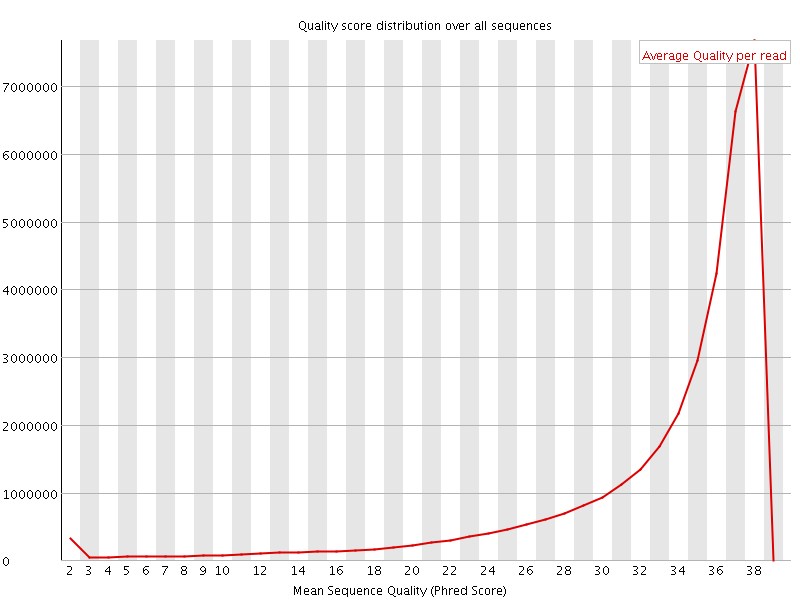 Quality score distribution over all sequences
Average Quality per read
7000000
6000000
5000000
4000000
3000000
2000000
1000000
0
2 3 4 5 6 7 8 9 10 12 14 16 18 20 22 24 26 28 30 32 34 36 38
Mean Sequence Quality (Phred Score)